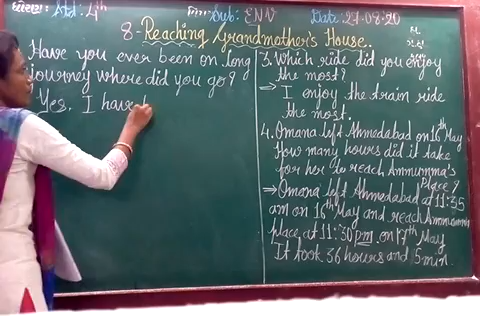 ધોરણ: Std: 4th વિષય Sub: ENV Date: 27-08-20
8- Reaching Grandmother's House.
Have you ever been on long
journey where did you go?
Yes. I have
3. Which ride did you enjoy
the most?
⇒ I enjoy the train ride
the most.
4. Omana left Ahmedabad on 16th May
How many hours did it take
for her to reach Ammumma's
Place?
⇒ Omana left Ahmedabad at 11:35
am on 16th May and reach Ammumma
place at 11:30 pm on 17th May
It took 36 hours and 5 min.